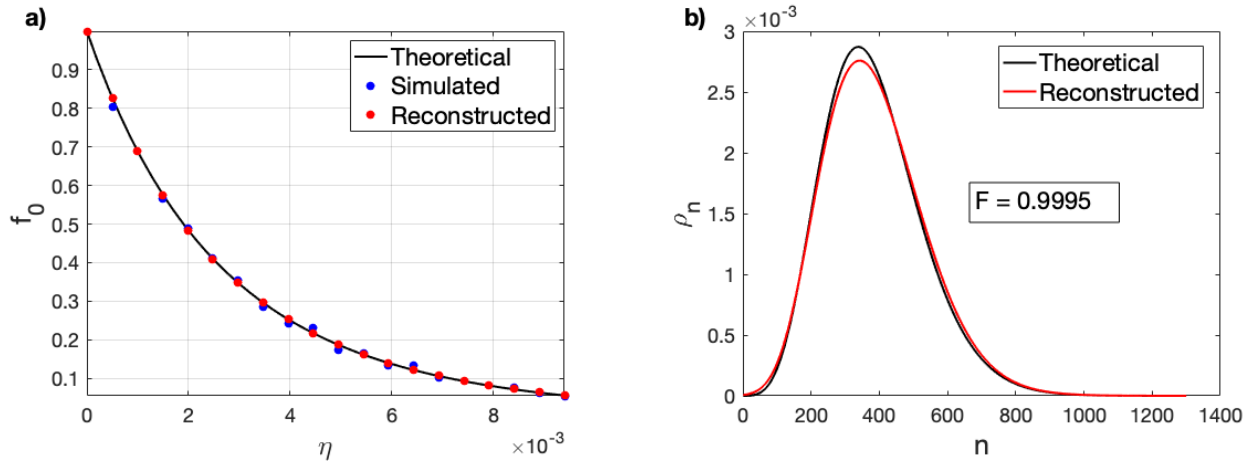 a)
0.9
0.8
0.7
0.6
0.5
0.4
0.3
0.2
0.1
f₀
0 2 4 6 8
×10⁻³
η
Theoretical
Simulated
Reconstructed
b)
×10⁻³
3
2.5
2
1.5
1
0.5
0
ρₙ
0 200 400 600 800 1000 1200 1400
n
Theoretical
Reconstructed
F = 0.9995